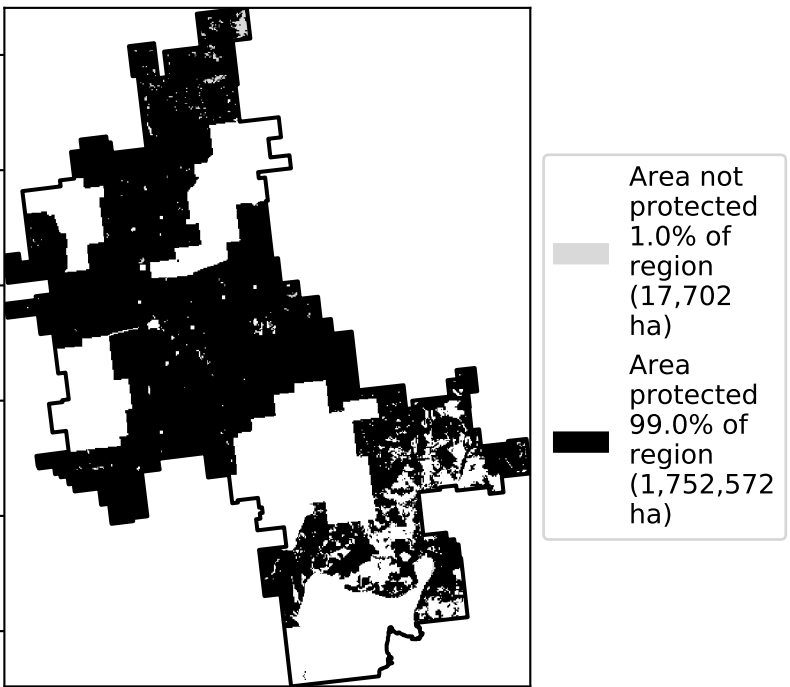 Area not
protected
1.0% of
region
(17,702
ha)
Area
protected
99.0% of
region
(1,752,572
ha)